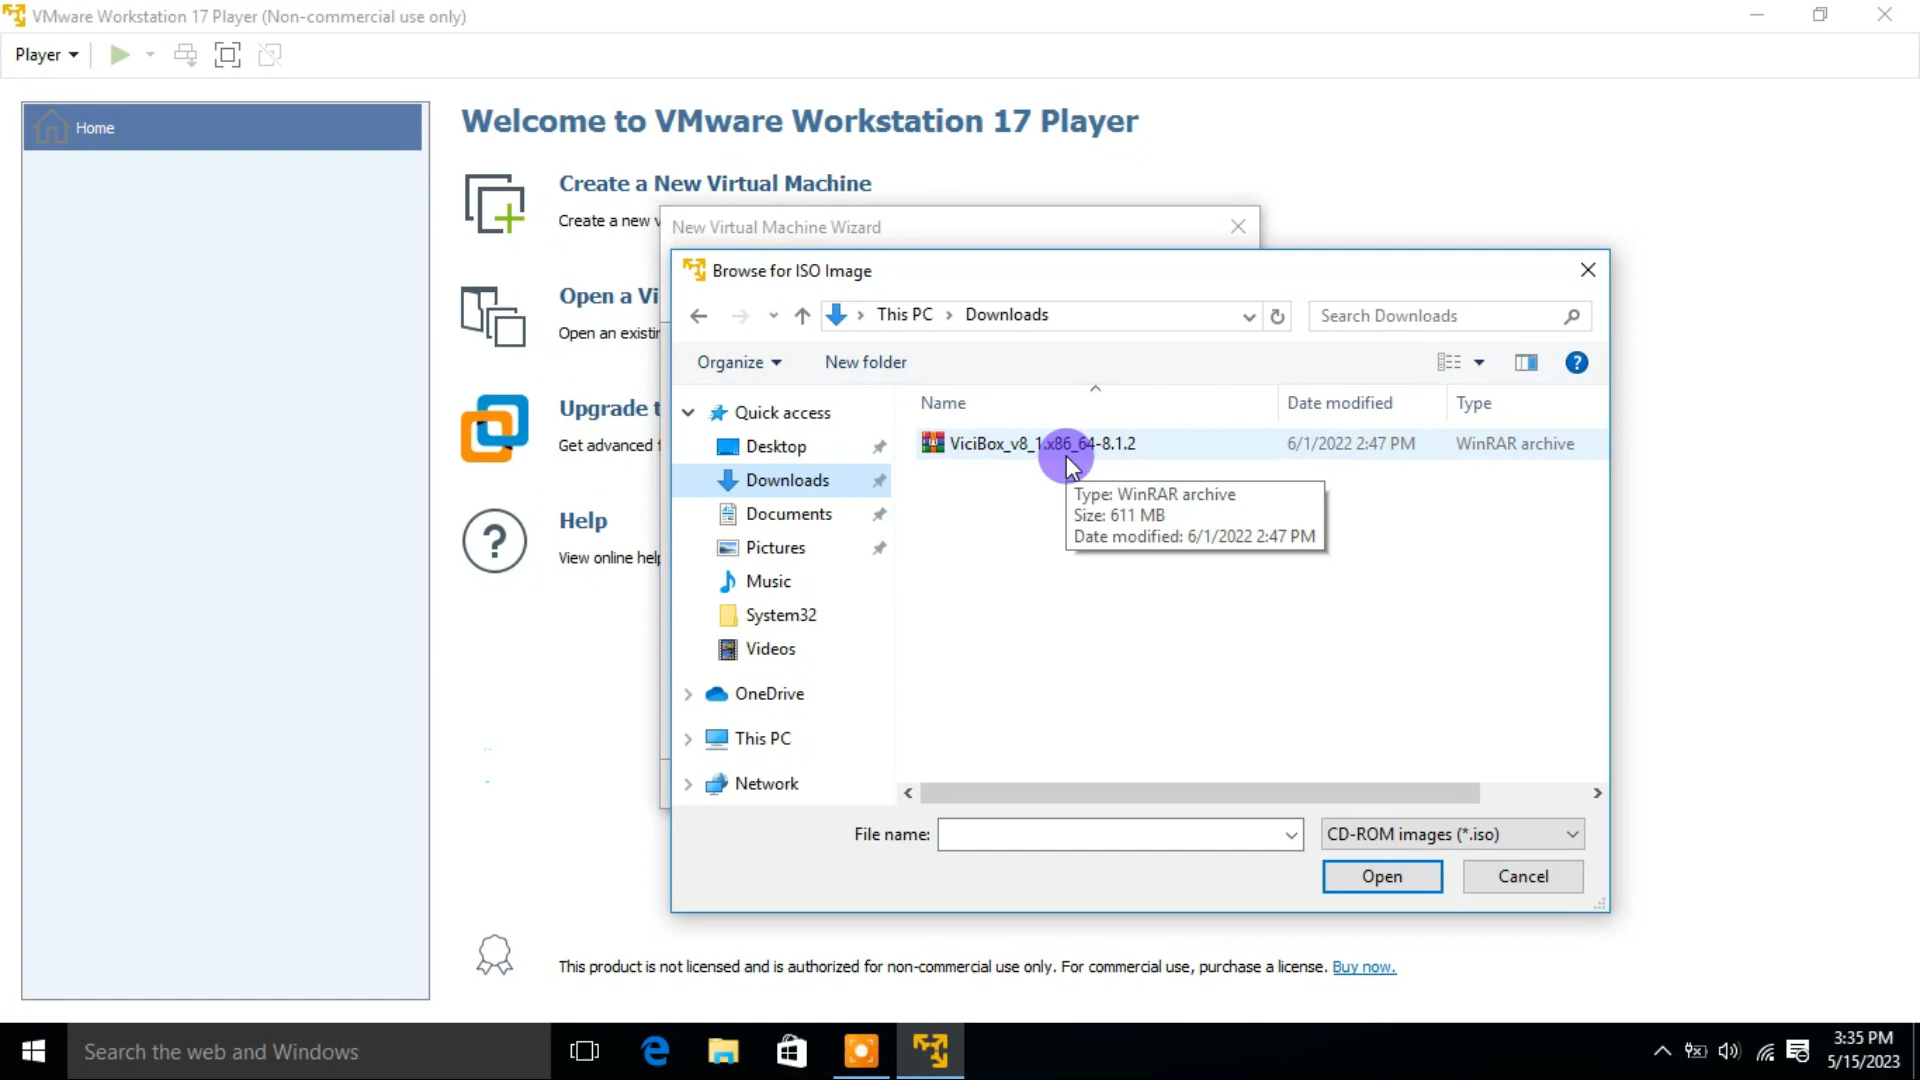 VMware Workstation 17 Player (Non-commercial use only)
Player
Home
Welcome to VMware Workstation 17 Player
Create a New Virtual Machine
Create a new v
New Virtual Machine Wizard
Open a Vi
Open an existin
Upgrade t
Get advanced f
Help
View online help
Browse for ISO Image
This PC
Downloads
Search Downloads
Organize
New folder
Name
Date modified
Type
Quick access
Desktop
Downloads
Documents
Pictures
Music
System32
Videos
OneDrive
This PC
Network
ViciBox_v8_1.x86_64-8.1.2
6/1/2022 2:47 PM
WinRAR archive
Type: WinRAR archive
Size: 611 MB
Date modified: 6/1/2022 2:47 PM
File name:
CD-ROM images (*.iso)
Open
Cancel
This product is not licensed and is authorized for non-commercial use only. For commercial use, purchase a license. Buy now.
Search the web and Windows
3:35 PM
5/15/2023